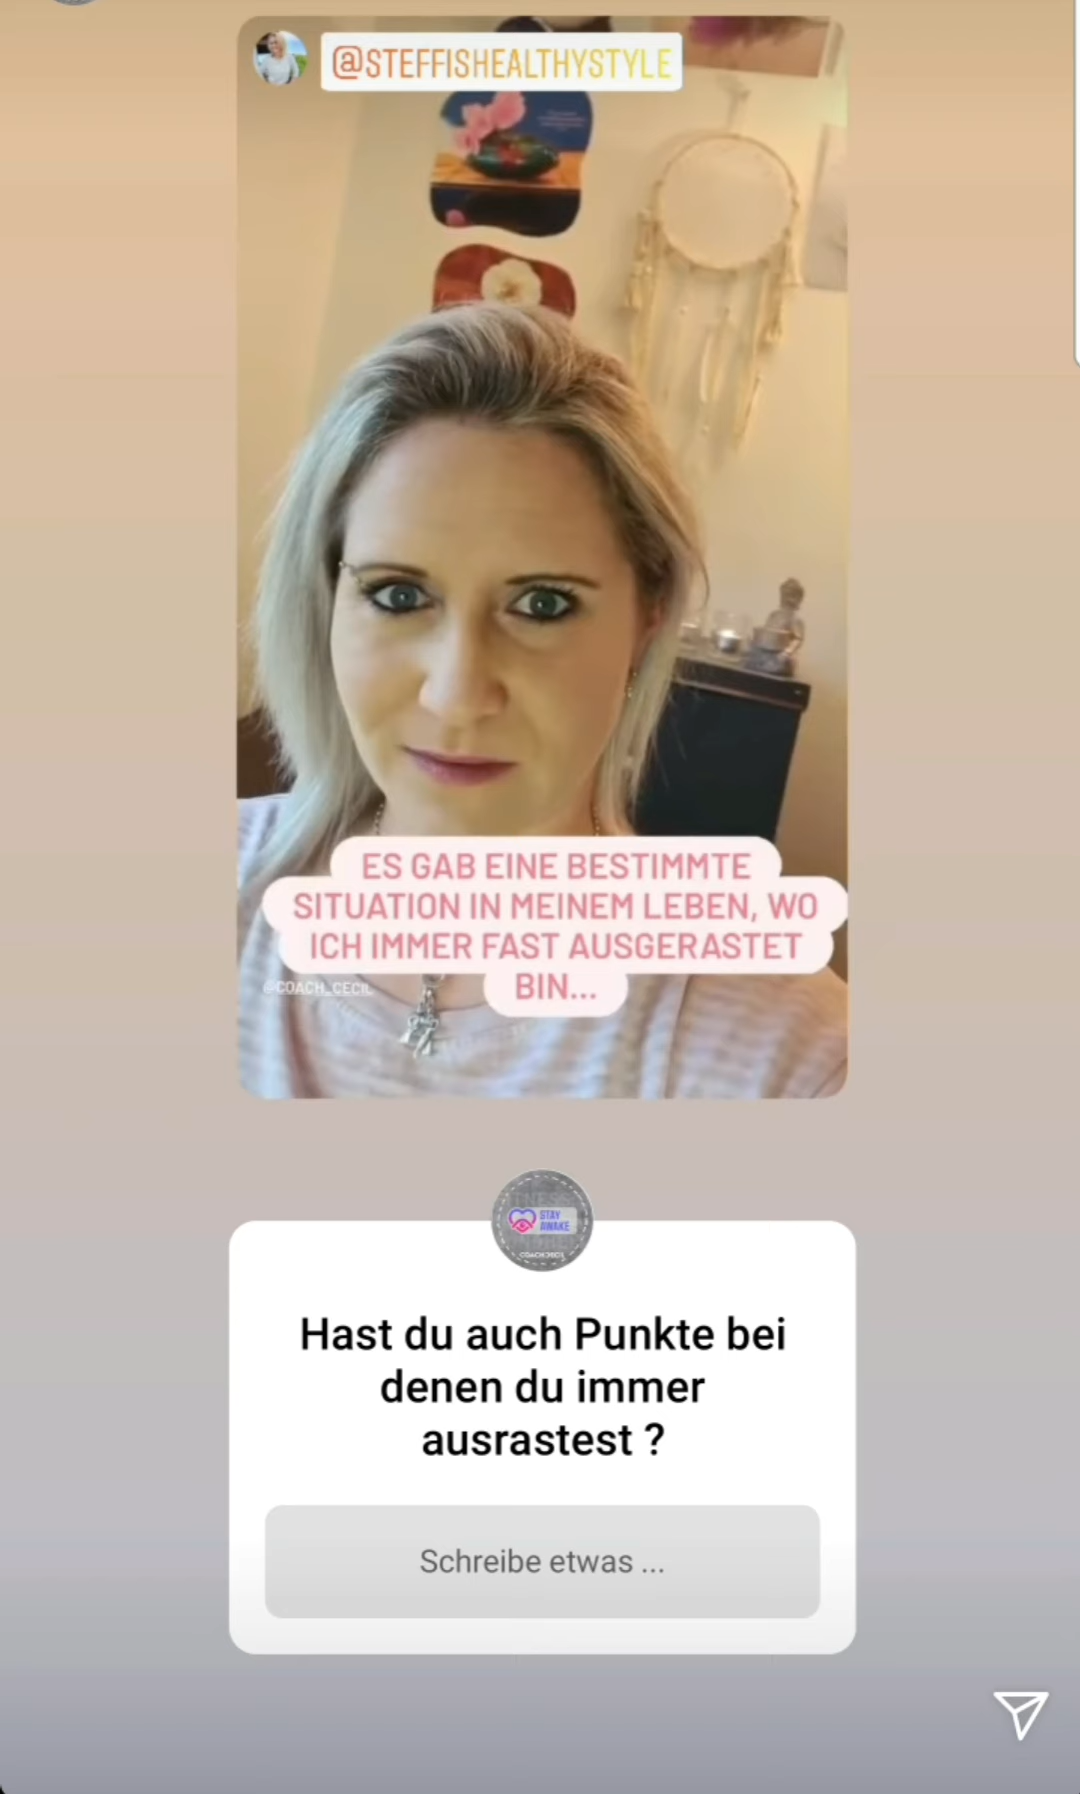 @STEFFISHEALTHYSTYLE
ES GAB EINE BESTIMMTE
SITUATION IN MEINEM LEBEN, WO
ICH IMMER FAST AUSGERASTET
BIN...
@COACH_CECIL
STAY
AWAKE
Hast du auch Punkte bei
denen du immer
ausrastest ?
Schreibe etwas ...